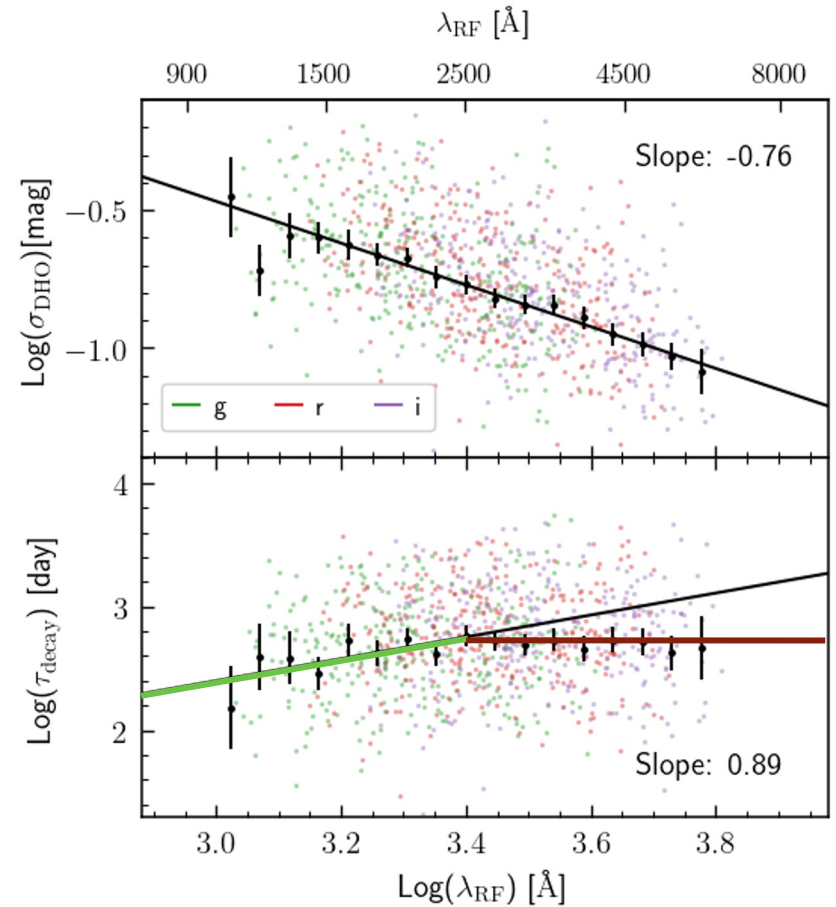 λRF [Å]
900 1500 2500 4500 8000
Slope: -0.76
Log(σDHO)[mag]
−0.5
−1.0
g r i
4
3
2
Log(τdecay) [day]
Slope: 0.89
3.0 3.2 3.4 3.6 3.8
Log(λRF) [Å]